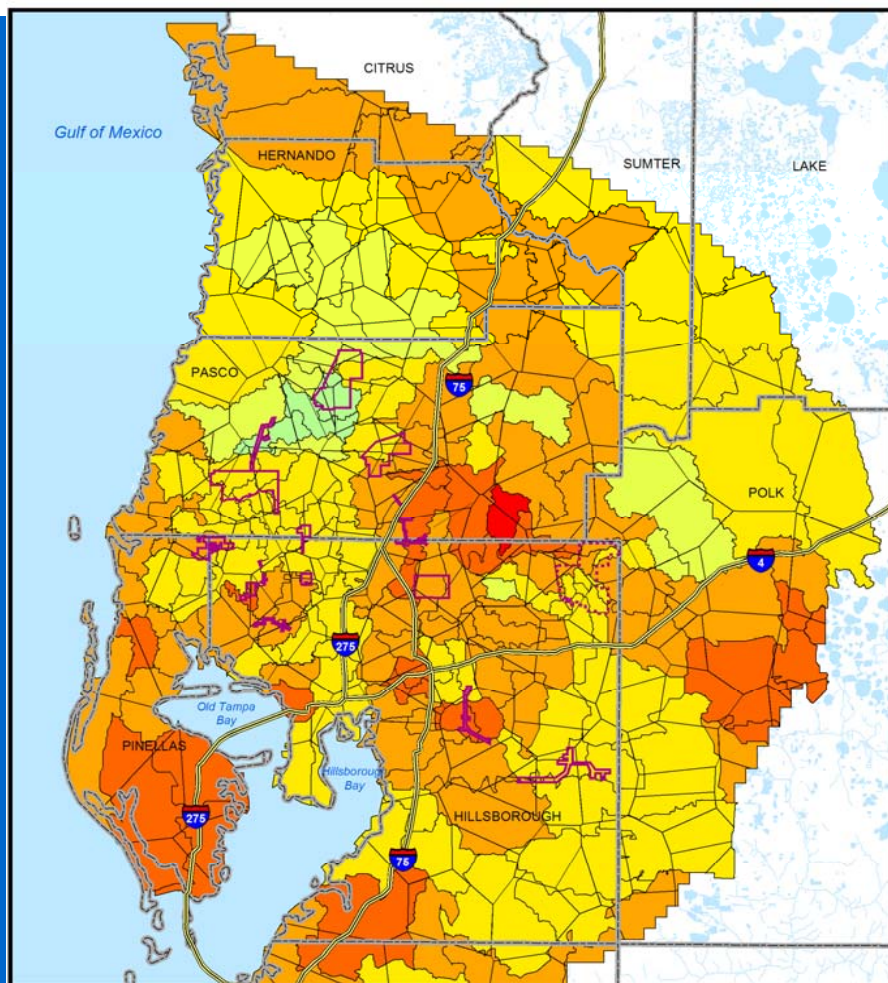 CITRUS
Gulf of Mexico
HERNANDO
SUMTER
LAKE
PASCO
75
POLK
4
275
Old Tampa
Bay
PINELLAS
Hillsborough
Bay
275
HILLSBOROUGH
75